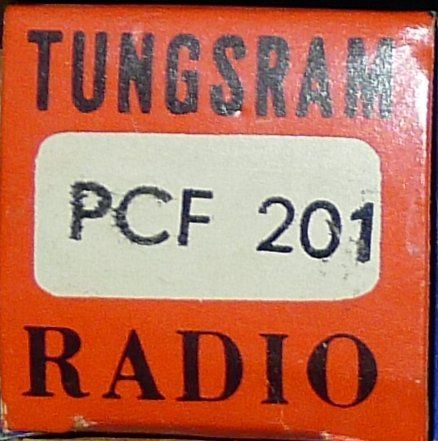 TUNGSRAM
PCF 201
RADIO